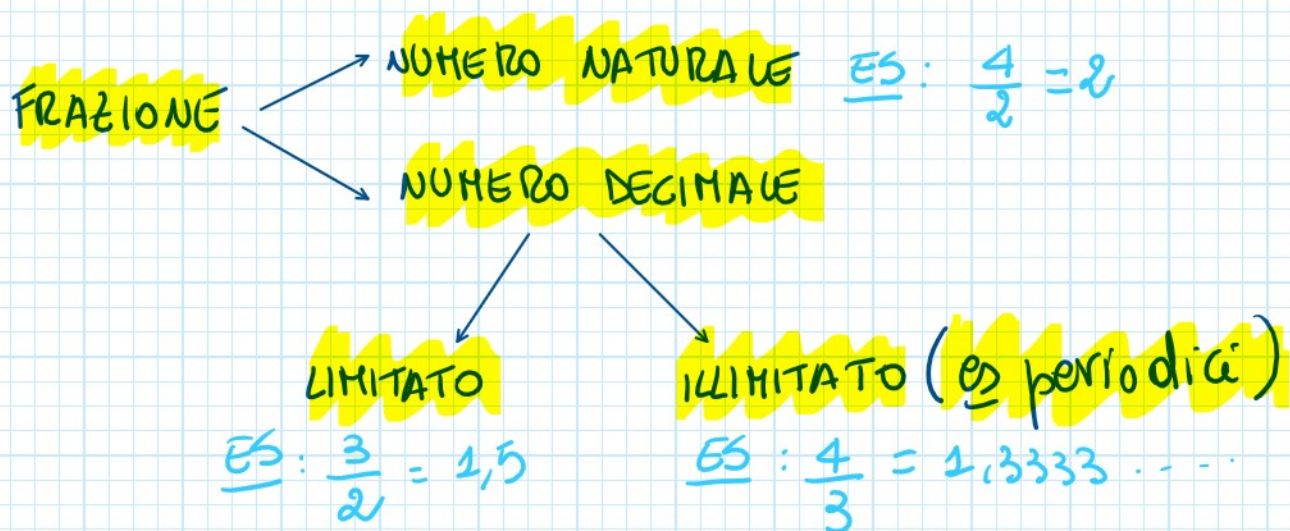 FRAZIONE
NUMERO NATURALE ES: 4/2 = 2
NUMERO DECIMALE
LIMITATO
ILLIMITATO (es periodici)
ES: 3/2 = 1,5
ES: 4/3 = 1,3333.....